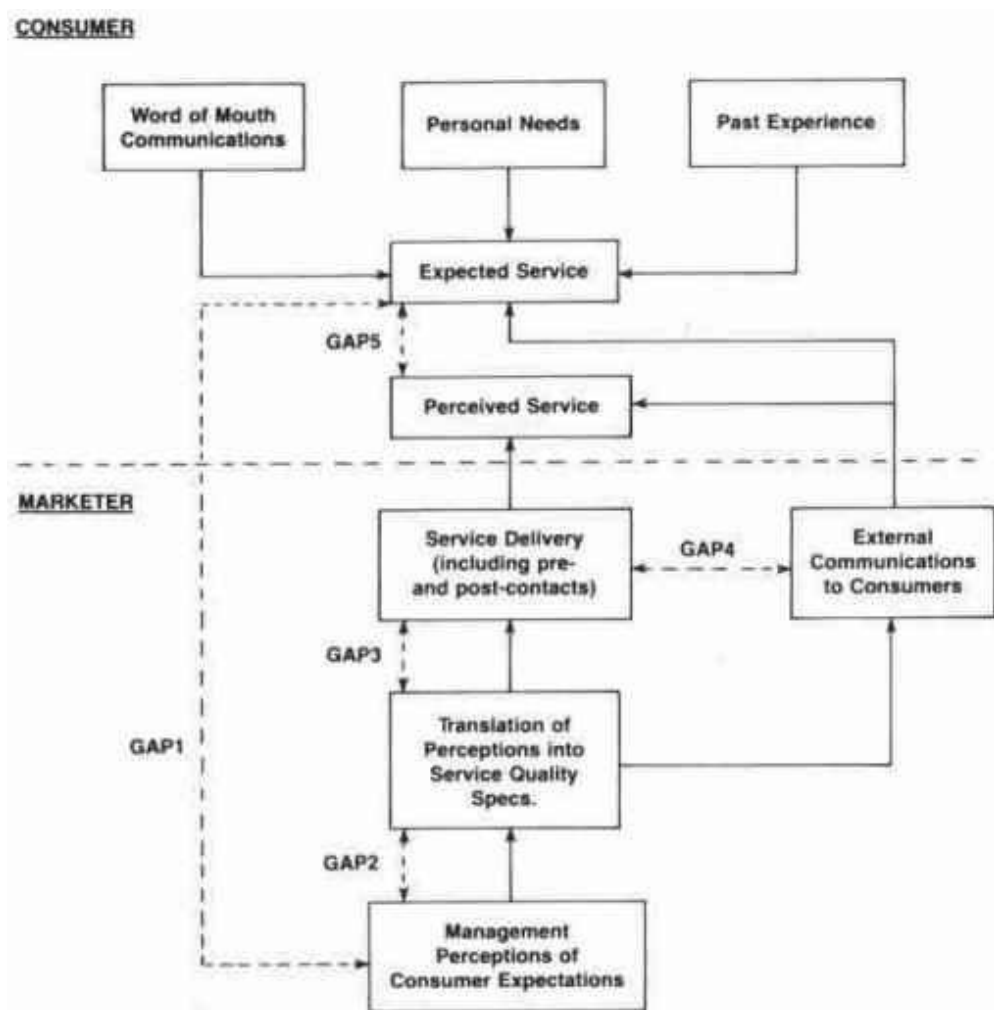 CONSUMER
Word of Mouth
Communications
Personal Needs
Past Experience
Expected Service
GAP5
Perceived Service
MARKETER
Service Delivery
(including pre-
and post-contacts)
GAP4
External
Communications
to Consumers
GAP3
Translation of
Perceptions into
Service Quality
Specs.
GAP1
GAP2
Management
Perceptions of
Consumer Expectations